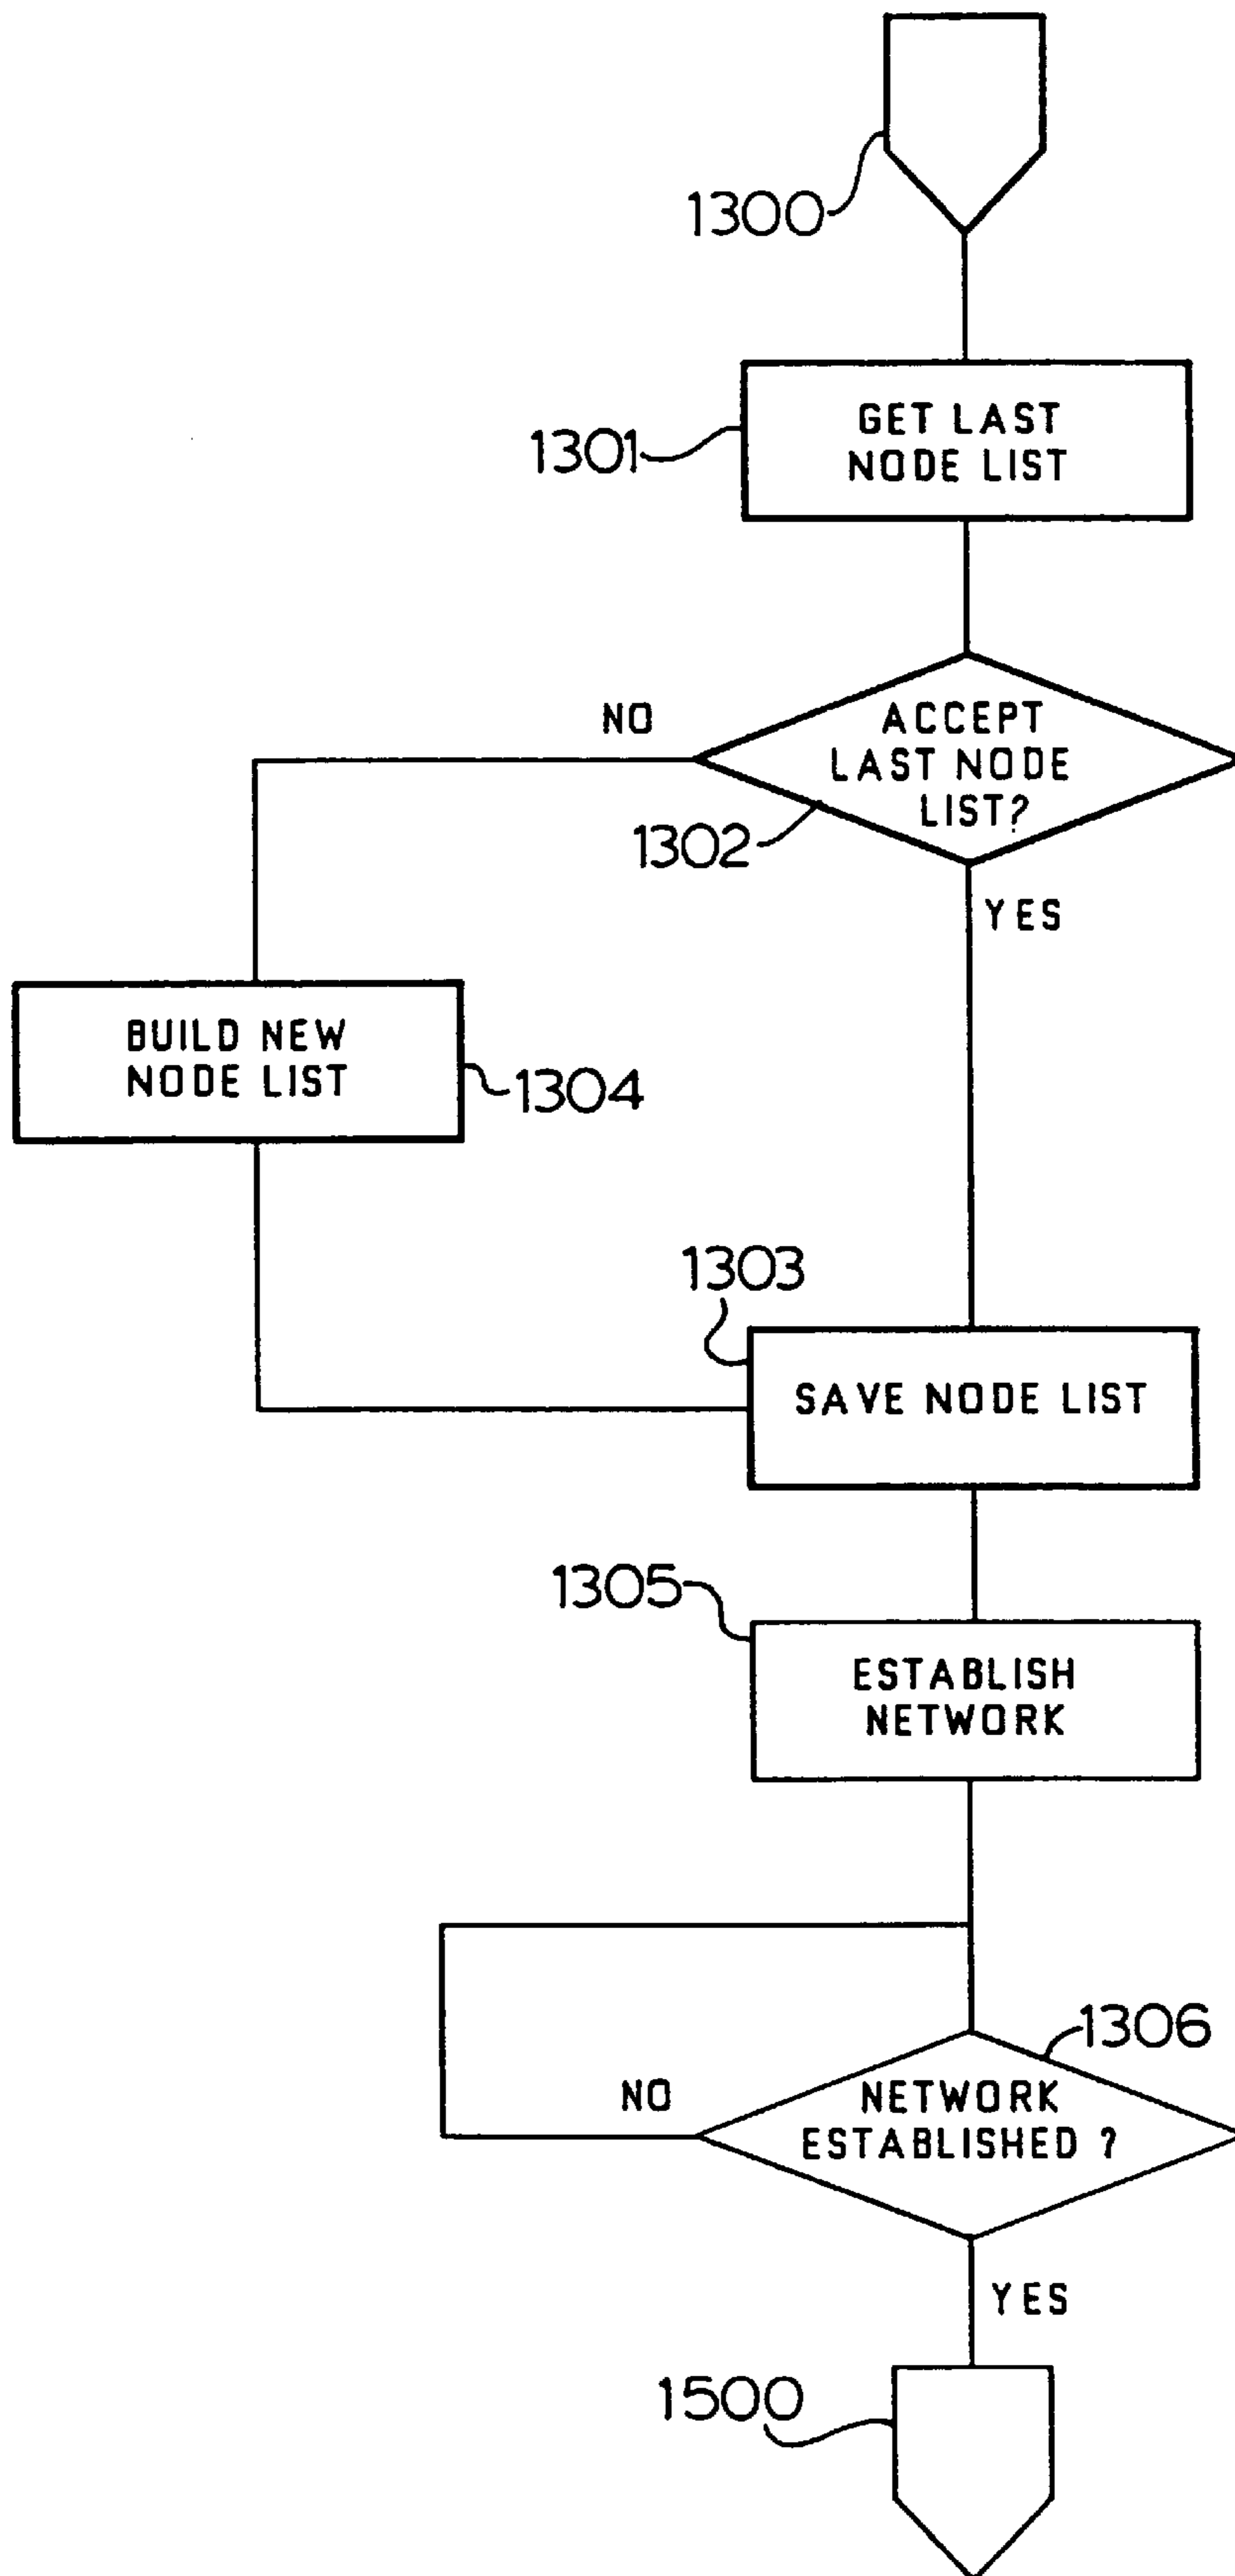 1300
GET LAST
NODE LIST
1301
NO
ACCEPT
LAST NODE
LIST?
1302
YES
BUILD NEW
NODE LIST
1304
1303
SAVE NODE LIST
1305
ESTABLISH
NETWORK
1306
NO
NETWORK
ESTABLISHED ?
YES
1500